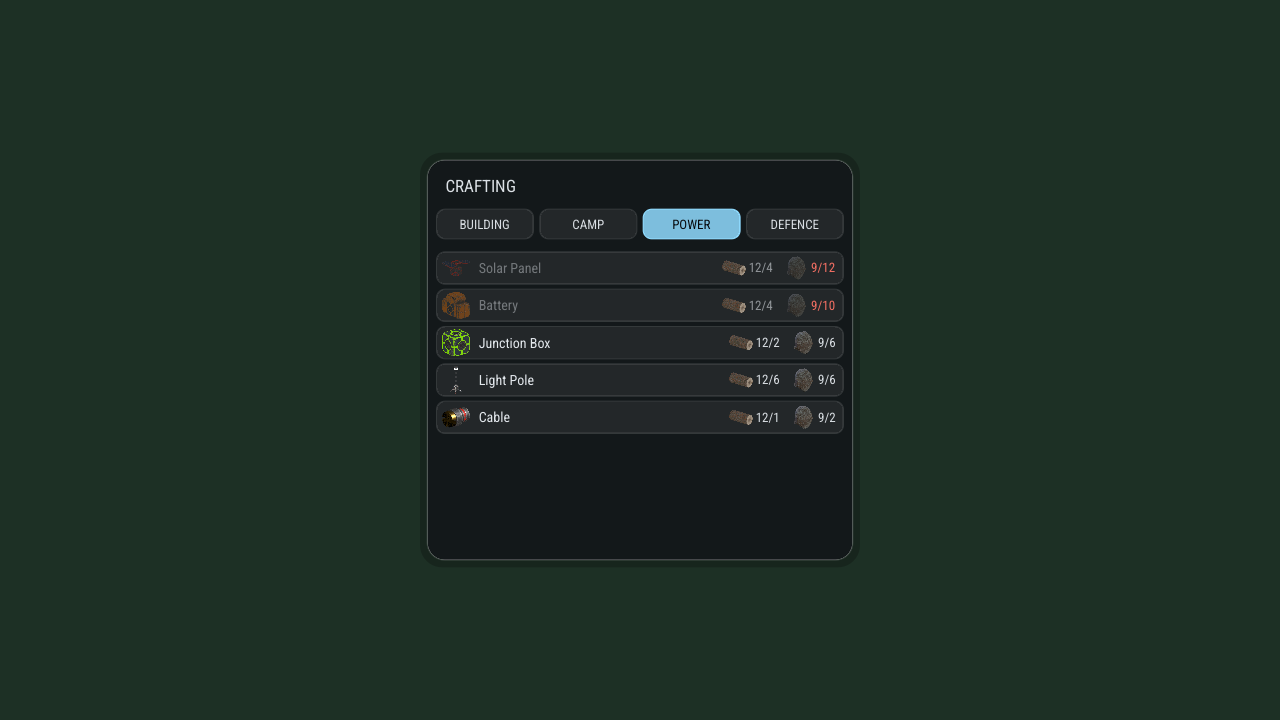 CRAFTING
BUILDING CAMP POWER DEFENCE
Solar Panel 12/4 9/12
Battery 12/4 9/10
Junction Box 12/2 9/6
Light Pole 12/6 9/6
Cable 12/1 9/2